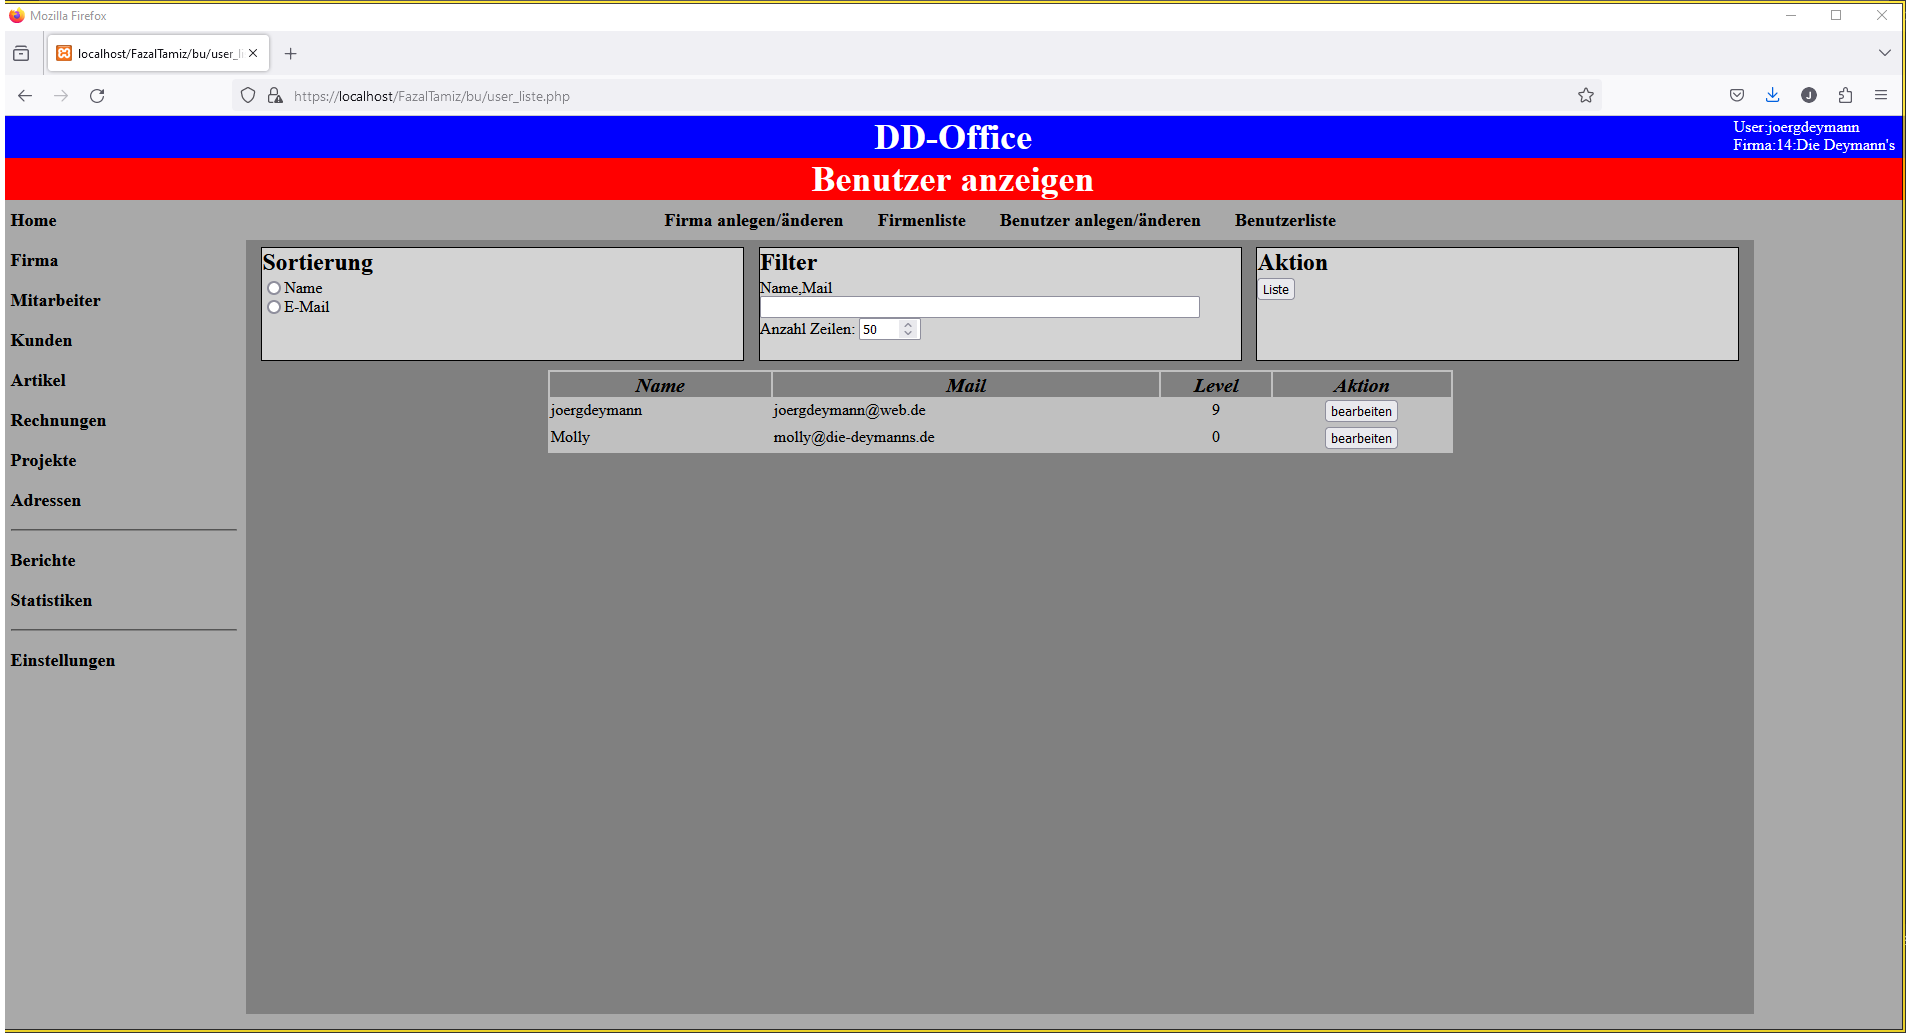 Mozilla Firefox
localhost/FazalTamiz/bu/user_li
https://localhost/FazalTamiz/bu/user_liste.php
J
DD-Office
User:joergdeymann
Firma:14:Die Deymann's
Benutzer anzeigen
Home
Firma anlegen/änderen Firmenliste Benutzer anlegen/änderen Benutzerliste
Firma
Mitarbeiter
Kunden
Artikel
Rechnungen
Projekte
Adressen
Berichte
Statistiken
Einstellungen
Sortierung
Name
E-Mail
Filter
Name,Mail
Anzahl Zeilen: 50
Aktion
Liste
Name Mail Level Aktion
joergdeymann joergdeymann@web.de 9 bearbeiten
Molly molly@die-deymanns.de 0 bearbeiten